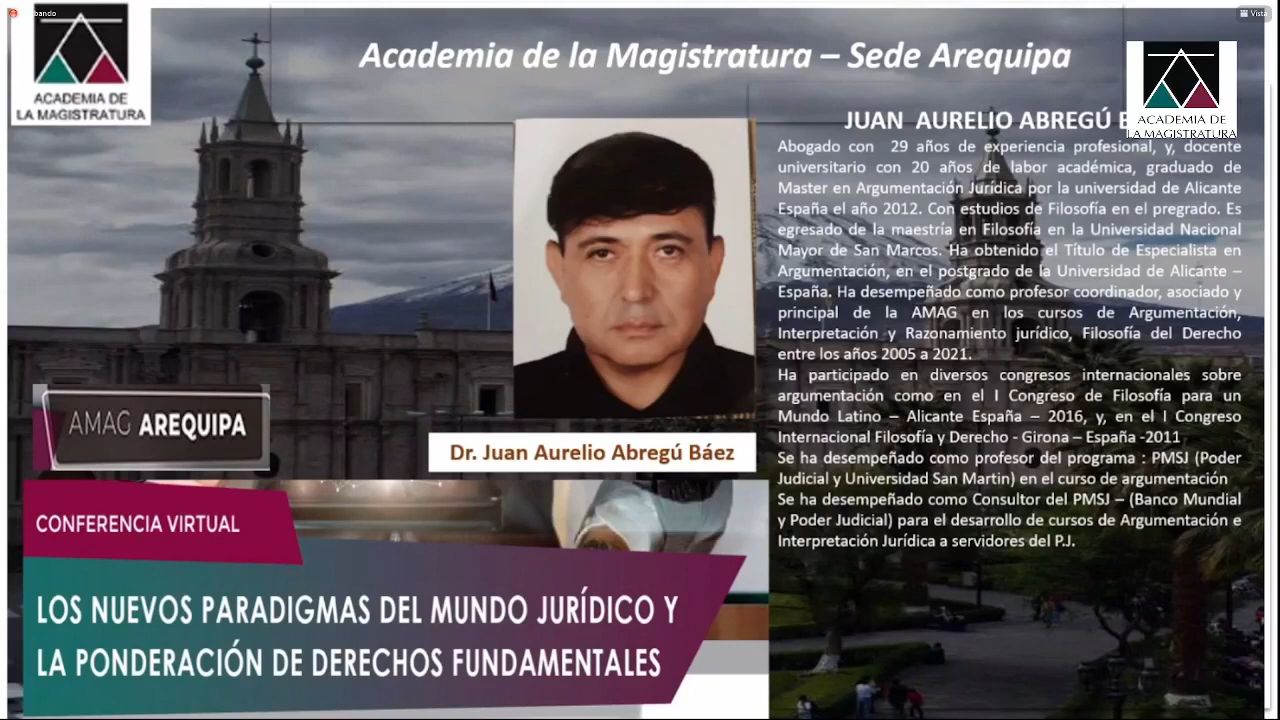 bando
Vista
ACADEMIA DE
LA MAGISTRATURA
Academia de la Magistratura – Sede Arequipa
ACADEMIA DE
LA MAGISTRATURA
JUAN AURELIO ABREGÚ
Abogado con 29 años de experiencia profesional, y, docente
universitario con 20 años de labor académica, graduado de
Master en Argumentación Jurídica por la universidad de Alicante
España el año 2012. Con estudios de Filosofía en el pregrado. Es
egresado de la maestría en Filosofía en la Universidad Nacional
Mayor de San Marcos. Ha obtenido el Título de Especialista en
Argumentación, en el postgrado de la Universidad de Alicante –
España. Ha desempeñado como profesor coordinador, asociado y
principal de la AMAG en los cursos de Argumentación,
Interpretación y Razonamiento jurídico, Filosofía del Derecho
entre los años 2005 a 2021.
Ha participado en diversos congresos internacionales sobre
argumentación como en el I Congreso de Filosofía para un
Mundo Latino – Alicante España – 2016, y, en el I Congreso
Internacional Filosofía y Derecho - Girona – España -2011
Se ha desempeñado como profesor del programa : PMSJ (Poder
Judicial y Universidad San Martin) en el curso de argumentación
Se ha desempeñado como Consultor del PMSJ – (Banco Mundial
y Poder Judicial) para el desarrollo de cursos de Argumentación e
Interpretación Jurídica a servidores del P.J.
AMAG AREQUIPA
Dr. Juan Aurelio Abregú Báez
CONFERENCIA VIRTUAL
LOS NUEVOS PARADIGMAS DEL MUNDO JURÍDICO Y
LA PONDERACIÓN DE DERECHOS FUNDAMENTALES